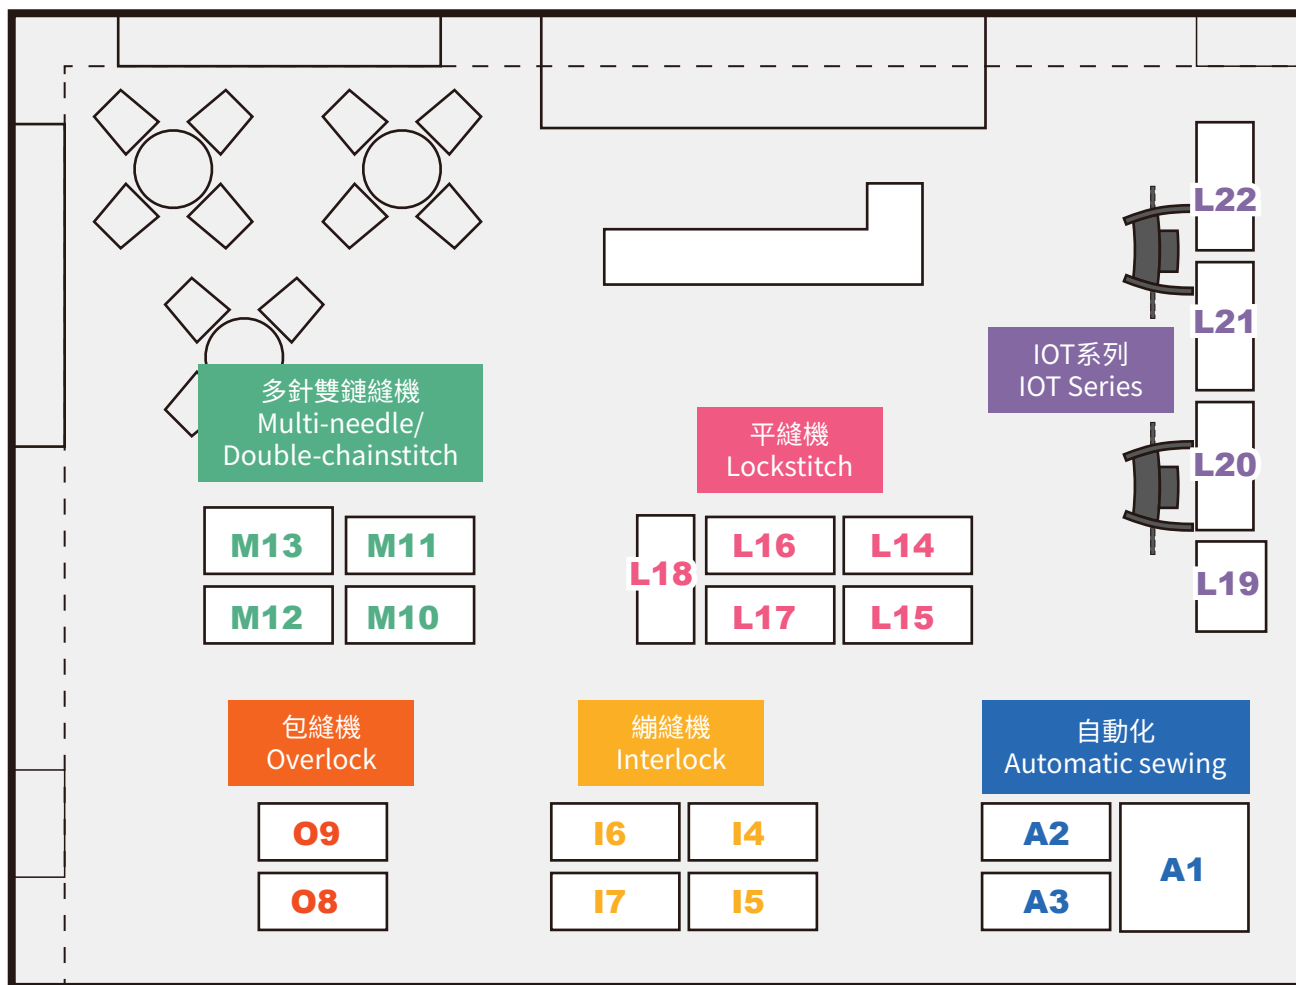 L22
L21
IOT系列
IOT Series
L20
L19
多針雙鏈縫機
Multi-needle/
Double-chainstitch
M13 M11
M12 M10
平縫機
Lockstitch
L18
L16 L14
L17 L15
包縫機
Overlock
O9
O8
繃縫機
Interlock
I6 I4
I7 I5
自動化
Automatic sewing
A2
A3
A1